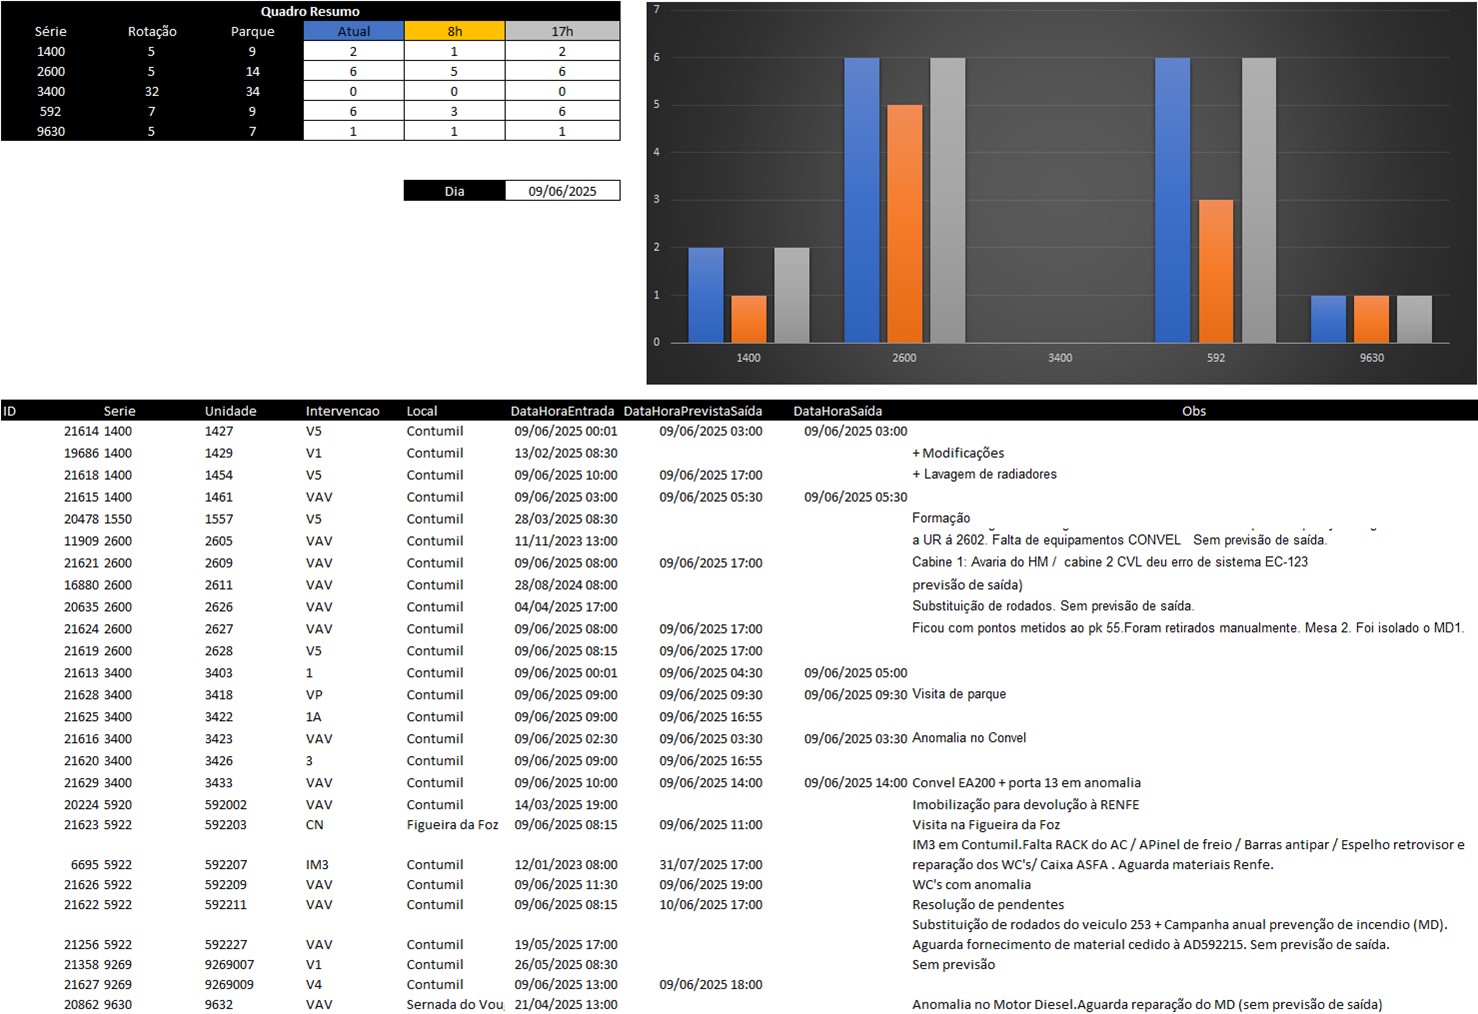 Quadro Resumo
Série Rotação Parque Atual 8h 17h
1400 5 9 2 1 2
2600 5 14 6 5 6
3400 32 34 0 0 0
592 7 9 6 3 6
9630 5 7 1 1 1
Dia 09/06/2025
7
6
5
4
3
2
1
0
1400 2600 3400 592 9630
ID Serie Unidade Intervencao Local DataHoraEntrada DataHoraPrevistaSaída DataHoraSaída Obs
21614 1400 1427 V5 Contumil 09/06/2025 00:01 09/06/2025 03:00 09/06/2025 03:00
19686 1400 1429 V1 Contumil 13/02/2025 08:30 + Modificações
21618 1400 1454 V5 Contumil 09/06/2025 10:00 09/06/2025 17:00 + Lavagem de radiadores
21615 1400 1461 VAV Contumil 09/06/2025 03:00 09/06/2025 05:30 09/06/2025 05:30
20478 1550 1557 V5 Contumil 28/03/2025 08:30 Formação
11909 2600 2605 VAV Contumil 11/11/2023 13:00 a UR á 2602. Falta de equipamentos CONVEL Sem previsão de saída.
21621 2600 2609 VAV Contumil 09/06/2025 08:00 09/06/2025 17:00 Cabine 1: Avaria do HM / cabine 2 CVL deu erro de sistema EC-123
16880 2600 2611 VAV Contumil 28/08/2024 08:00 previsão de saída)
20635 2600 2626 VAV Contumil 04/04/2025 17:00 Substituição de rodados. Sem previsão de saída.
21624 2600 2627 VAV Contumil 09/06/2025 08:00 09/06/2025 17:00 Ficou com pontos metidos ao pk 55.Foram retirados manualmente. Mesa 2. Foi isolado o MD1.
21619 2600 2628 V5 Contumil 09/06/2025 08:15 09/06/2025 17:00
21613 3400 3403 1 Contumil 09/06/2025 00:01 09/06/2025 04:30 09/06/2025 05:00
21628 3400 3418 VP Contumil 09/06/2025 09:00 09/06/2025 09:30 09/06/2025 09:30 Visita de parque
21625 3400 3422 1A Contumil 09/06/2025 09:00 09/06/2025 16:55
21616 3400 3423 VAV Contumil 09/06/2025 02:30 09/06/2025 03:30 09/06/2025 03:30 Anomalia no Convel
21620 3400 3426 3 Contumil 09/06/2025 09:00 09/06/2025 16:55
21629 3400 3433 VAV Contumil 09/06/2025 10:00 09/06/2025 14:00 09/06/2025 14:00 Convel EA200 + porta 13 em anomalia
20224 5920 592002 VAV Contumil 14/03/2025 19:00 Imobilização para devolução à RENFE
21623 5922 592203 CN Figueira da Foz 09/06/2025 08:15 09/06/2025 11:00 Visita na Figueira da Foz
IM3 em Contumil.Falta RACK do AC / APinel de freio / Barras antipar / Espelho retrovisor e
6695 5922 592207 IM3 Contumil 12/01/2023 08:00 31/07/2025 17:00 reparação dos WC's/ Caixa ASFA . Aguarda materiais Renfe.
21626 5922 592209 VAV Contumil 09/06/2025 11:30 09/06/2025 19:00 WC's com anomalia
21622 5922 592211 VAV Contumil 09/06/2025 08:15 10/06/2025 17:00 Resolução de pendentes
Substituição de rodados do veiculo 253 + Campanha anual prevenção de incendio (MD).
21256 5922 592227 VAV Contumil 19/05/2025 17:00 Aguarda fornecimento de material cedido à AD592215. Sem previsão de saída.
21358 9269 9269007 V1 Contumil 26/05/2025 08:30 Sem previsão
21627 9269 9269009 V4 Contumil 09/06/2025 13:00 09/06/2025 18:00
20862 9630 9632 VAV Sernada do Vou 21/04/2025 13:00 Anomalia no Motor Diesel.Aguarda reparação do MD (sem previsão de saída)